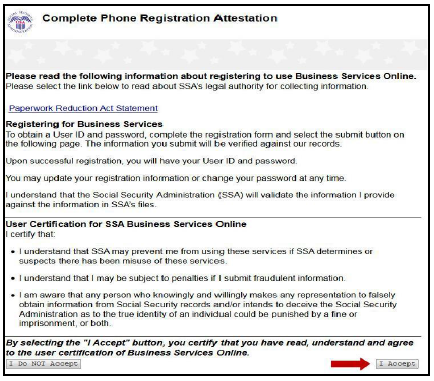 Complete Phone Registration Attestation
Please read the following information about registering to use Business Services Online.
Please select the link below to read about SSA's legal authority for collecting information.
Paperwork Reduction Act Statement
Registering for Business Services
To obtain a User ID and password, complete the registration form and select the submit button on
the following page. The information you submit will be verified against our records.
Upon successful registration, you will have your User ID and password.
You may update your registration information or change your password at any time.
I understand that the Social Security Administration (SSA) will validate the information I provide
against the information in SSA's files.
User Certification for SSA Business Services Online
I certify that:
• I understand that SSA may prevent me from using these services if SSA determines or
suspects there has been misuse of these services.
• I understand that I may be subject to penalties if I submit fraudulent information.
• I am aware that any person who knowingly and willingly makes any representation to falsely
obtain information from Social Security records and/or intends to deceive the Social Security
Administration as to the true identity of an individual could be punished by a fine or
imprisonment, or both.
By selecting the "I Accept" button, you certify that you have read, understand and agree
to the user certification of Business Services Online.
I Do NOT Accept
I Accept